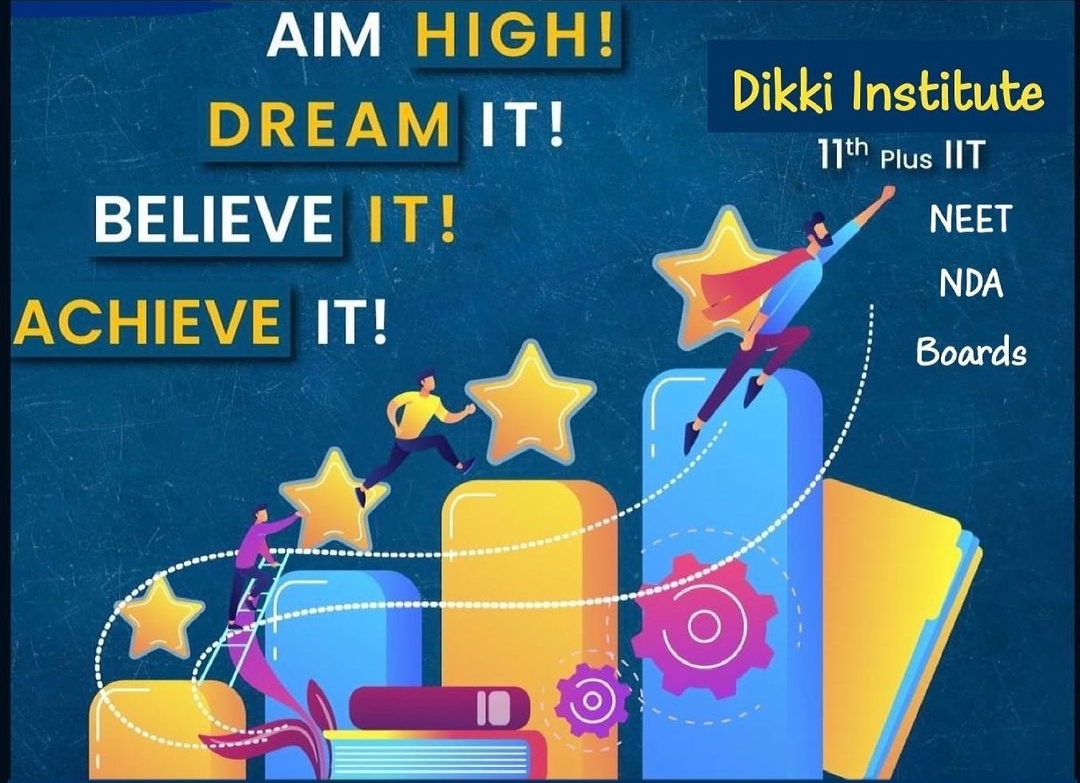 AIM HIGH!
DREAM IT!
BELIEVE IT!
ACHIEVE IT!
Dikki Institute
11th Plus IIT
NEET
NDA
Boards